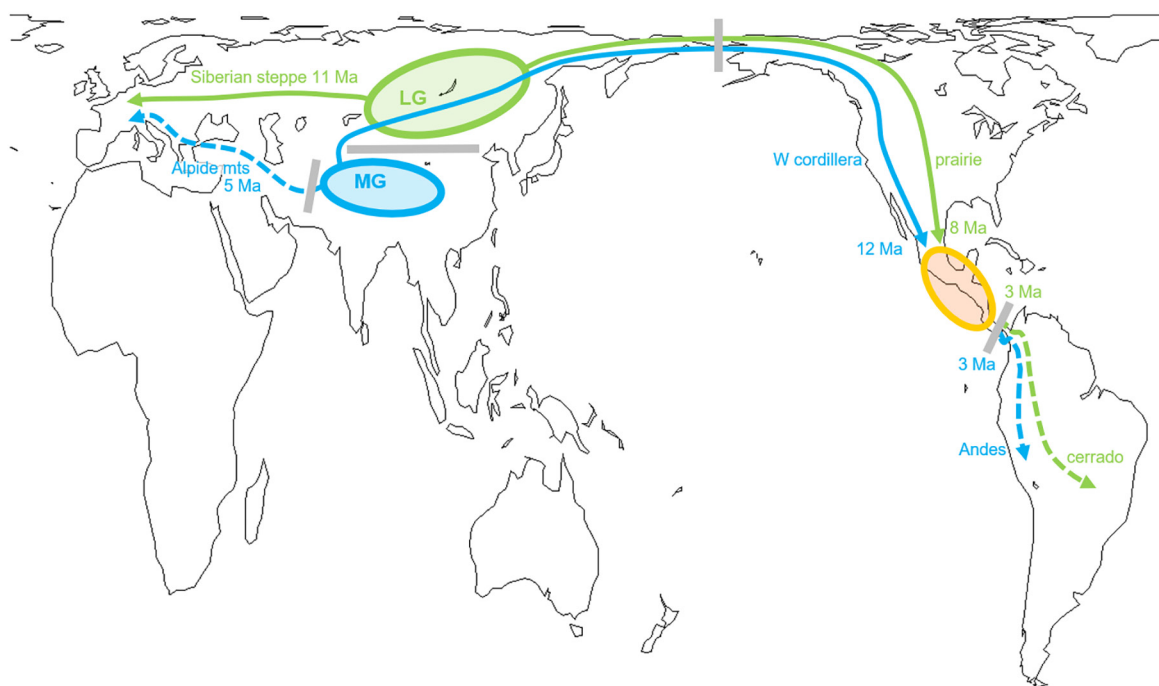 Siberian steppe 11 Ma
LG
Alpide mts
5 Ma
MG
W cordillera
prairie
8 Ma
12 Ma
3 Ma
3 Ma
Andes
cerrado